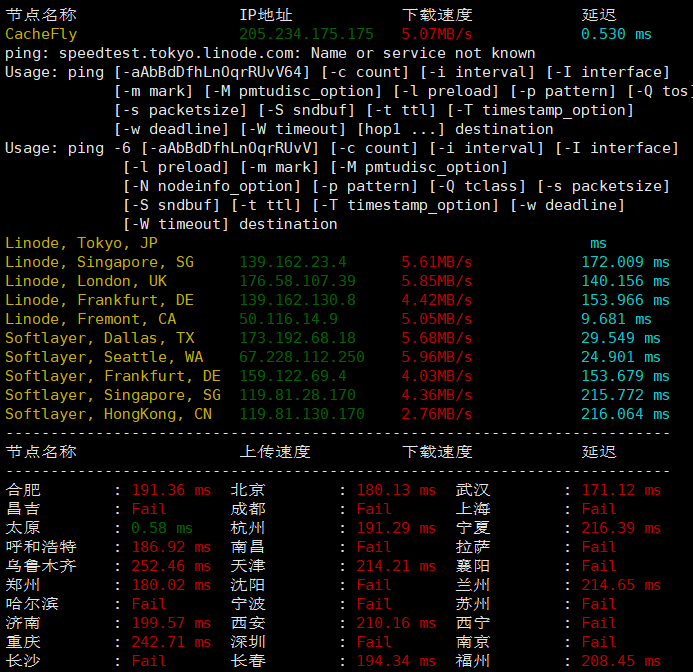 节点名称 IP地址 下载速度 延迟
CacheFly 205.234.175.175 5.07MB/s 0.530 ms
ping: speedtest.tokyo.linode.com: Name or service not known
Usage: ping [-aAbBdDfhLnOqrRUvV64] [-c count] [-i interval] [-I interface]
[-m mark] [-M pmtudisc_option] [-l preload] [-p pattern] [-Q tos]
[-s packetsize] [-S sndbuf] [-t ttl] [-T timestamp_option]
[-w deadline] [-W timeout] [hop1 ...] destination
Usage: ping -6 [-aAbBdDfhLnOqrRUvV] [-c count] [-i interval] [-I interface]
[-l preload] [-m mark] [-M pmtudisc_option]
[-N nodeinfo_option] [-p pattern] [-Q tclass] [-s packetsize]
[-S sndbuf] [-t ttl] [-T timestamp_option] [-w deadline]
[-W timeout] destination
Linode, Tokyo, JP ms
Linode, Singapore, SG 139.162.23.4 5.61MB/s 172.009 ms
Linode, London, UK 176.58.107.39 5.85MB/s 140.156 ms
Linode, Frankfurt, DE 139.162.130.8 4.42MB/s 153.966 ms
Linode, Fremont, CA 50.116.14.9 5.05MB/s 9.681 ms
Softlayer, Dallas, TX 173.192.68.18 5.68MB/s 29.549 ms
Softlayer, Seattle, WA 67.228.112.250 5.96MB/s 24.901 ms
Softlayer, Frankfurt, DE 159.122.69.4 4.03MB/s 153.679 ms
Softlayer, Singapore, SG 119.81.28.170 4.36MB/s 215.772 ms
Softlayer, HongKong, CN 119.81.130.170 2.76MB/s 216.064 ms
--------------------------------------------------------------------------
节点名称 上传速度 下载速度 延迟
--------------------------------------------------------------------------
合肥 : 191.36 ms 北京 : 180.13 ms 武汉 : 171.12 ms
昌吉 : Fail 成都 : Fail 上海 : Fail
太原 : 0.58 ms 杭州 : 191.29 ms 宁夏 : 216.39 ms
呼和浩特 : 186.92 ms 南昌 : Fail 拉萨 : Fail
乌鲁木齐 : 252.46 ms 天津 : 214.21 ms 襄阳 : Fail
郑州 : 180.02 ms 沈阳 : Fail 兰州 : 214.65 ms
哈尔滨 : Fail 宁波 : Fail 苏州 : Fail
济南 : 199.57 ms 西安 : 210.16 ms 西宁 : Fail
重庆 : 242.71 ms 深圳 : Fail 南京 : Fail
长沙 : Fail 长春 : 194.34 ms 福州 : 208.45 ms